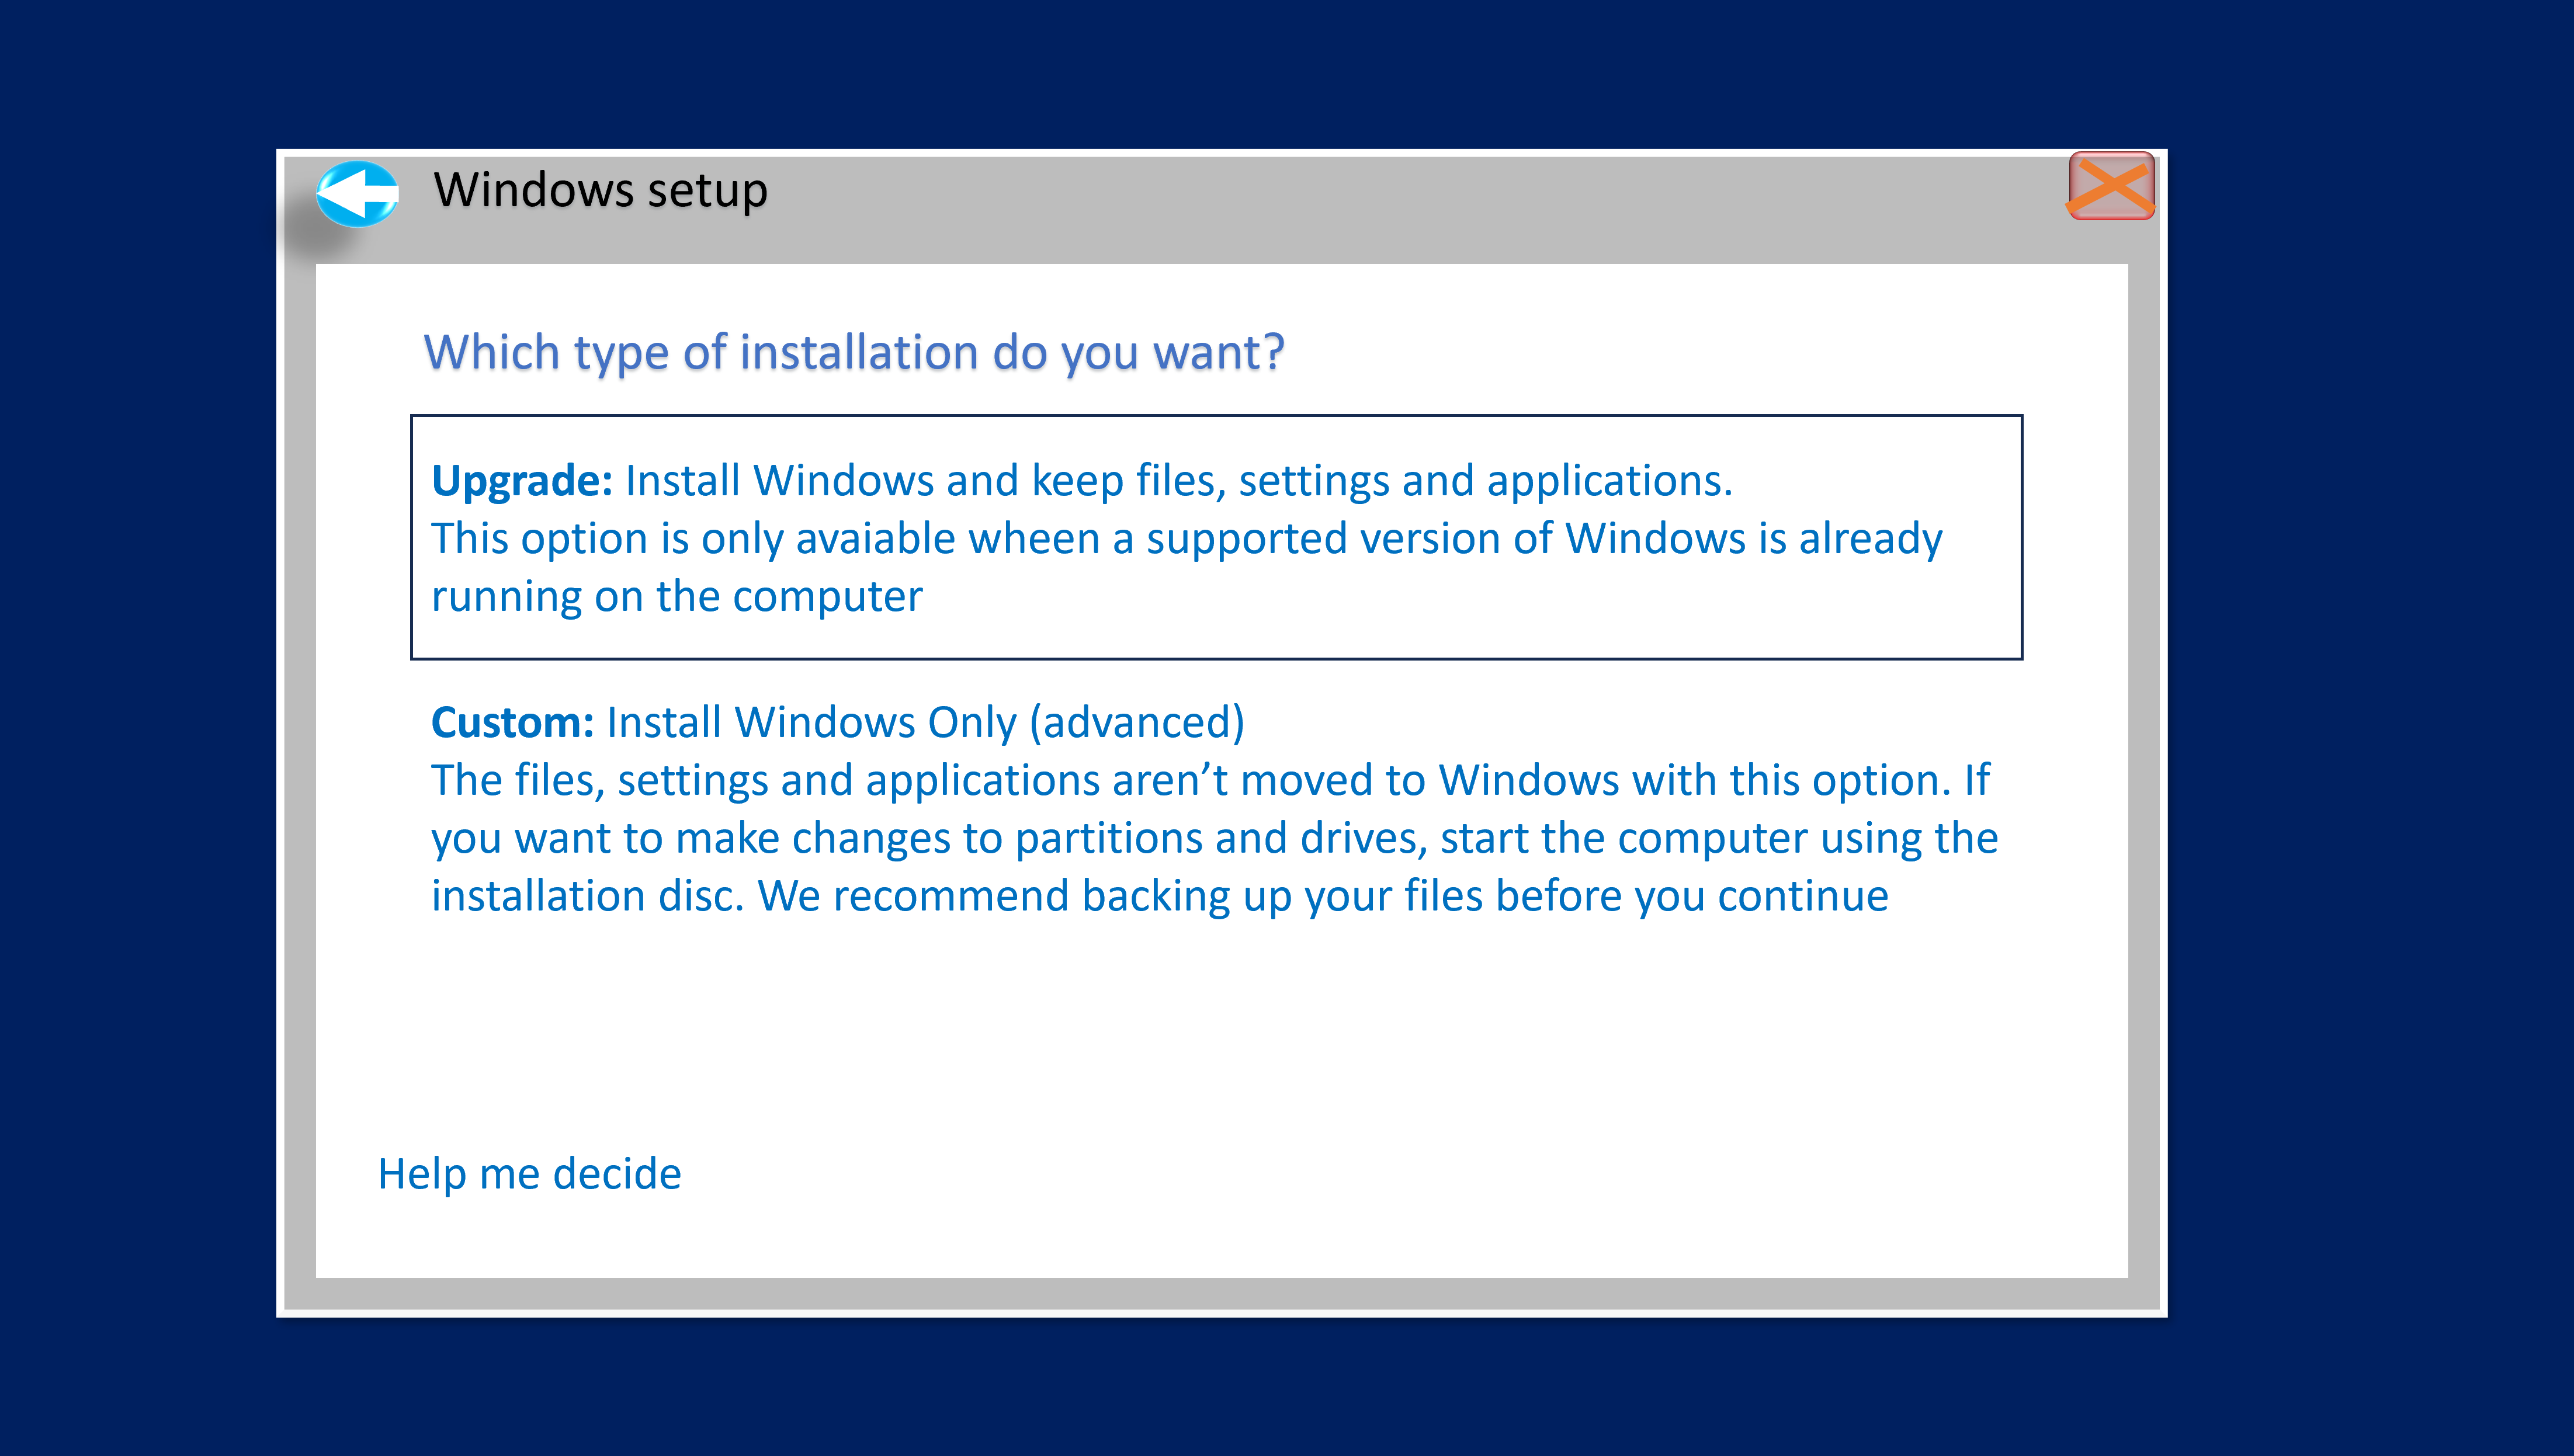 Windows setup
Which type of installation do you want?
Upgrade: Install Windows and keep files, settings and applications.
This option is only avaiable wheen a supported version of Windows is already
running on the computer
Custom: Install Windows Only (advanced)
The files, settings and applications aren’t moved to Windows with this option. If
you want to make changes to partitions and drives, start the computer using the
installation disc. We recommend backing up your files before you continue
Help me decide